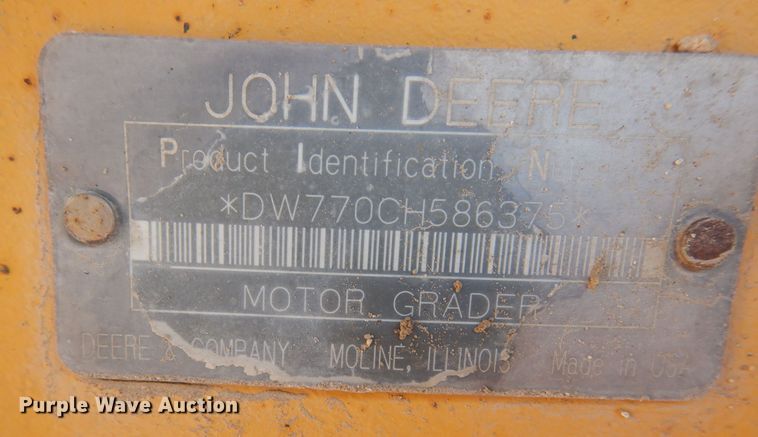 JOHN DEERE
Product Identification
*DW770CH586375*
MOTOR GRADER
DEERE & COMPANY MOLINE, ILLINOIS Made in USA
Purple Wave Auction